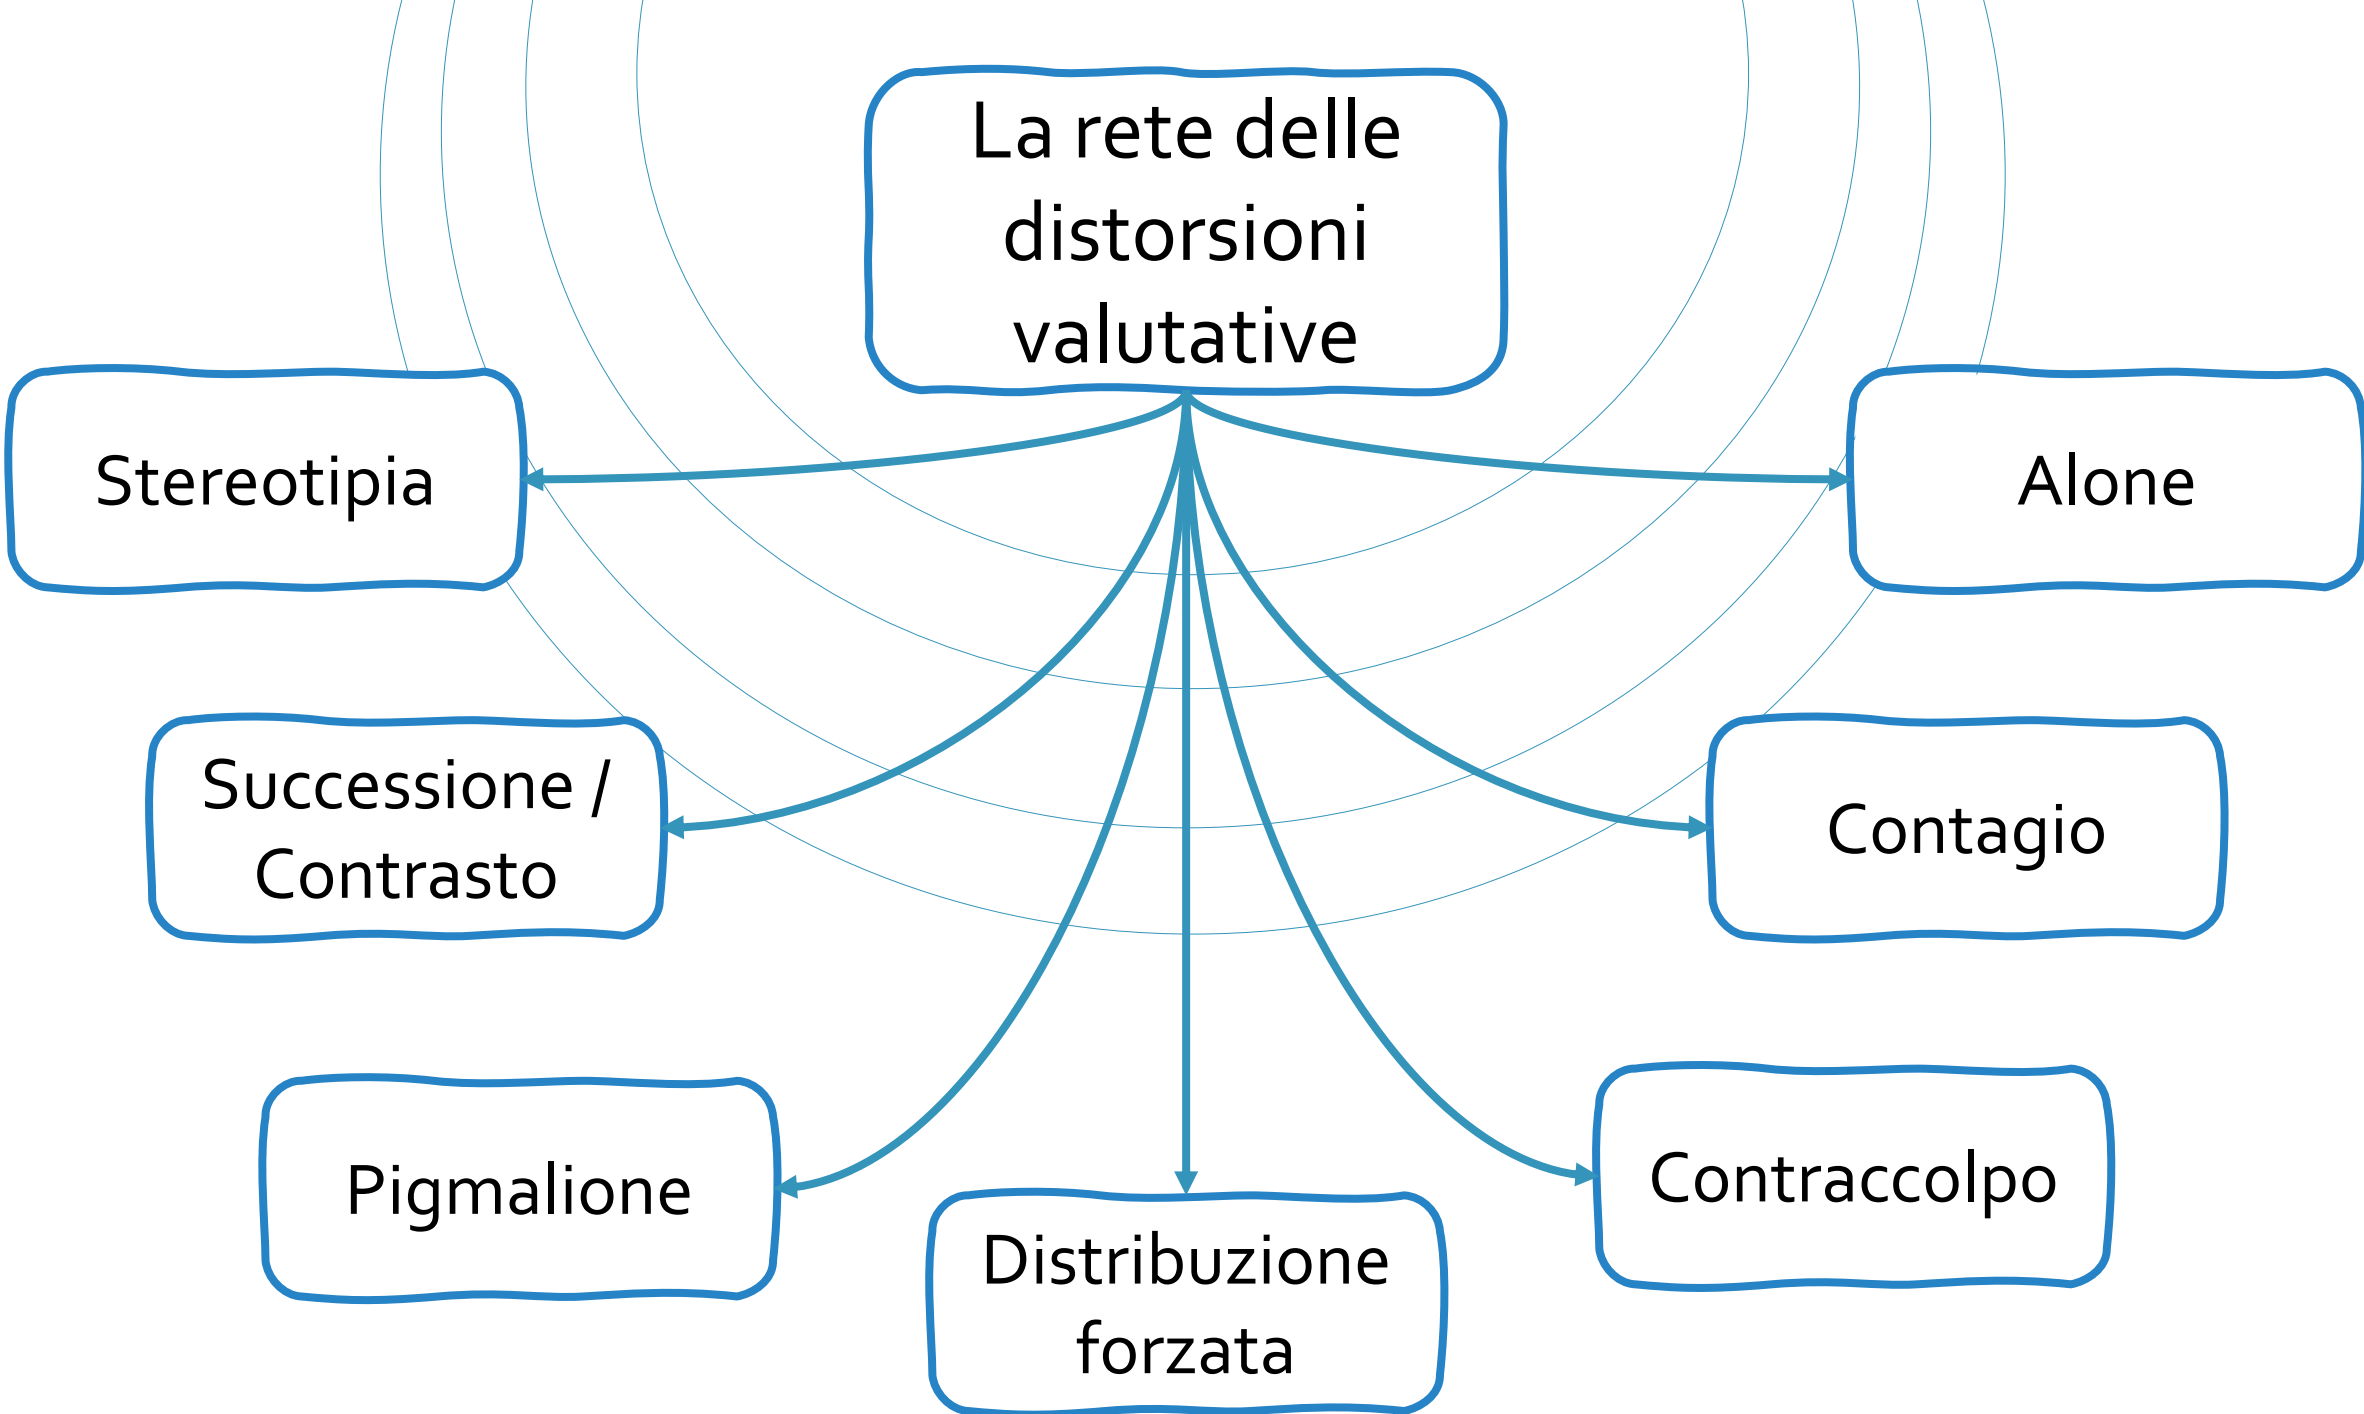 La rete delle
distorsioni
valutative
Stereotipia
Alone
Successione /
Contrasto
Contagio
Pigmalione
Contraccolpo
Distribuzione
forzata